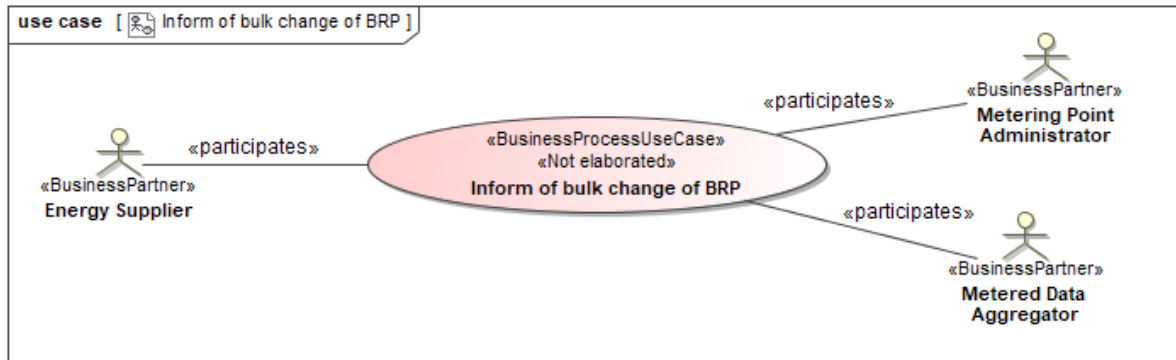 use case [ Inform of bulk change of BRP ]
«BusinessPartner»
Metering Point
Administrator
«participates»
«BusinessProcessUseCase»
«Not elaborated»
Inform of bulk change of BRP
«participates»
«BusinessPartner»
Energy Supplier
«participates»
«BusinessPartner»
Metered Data
Aggregator